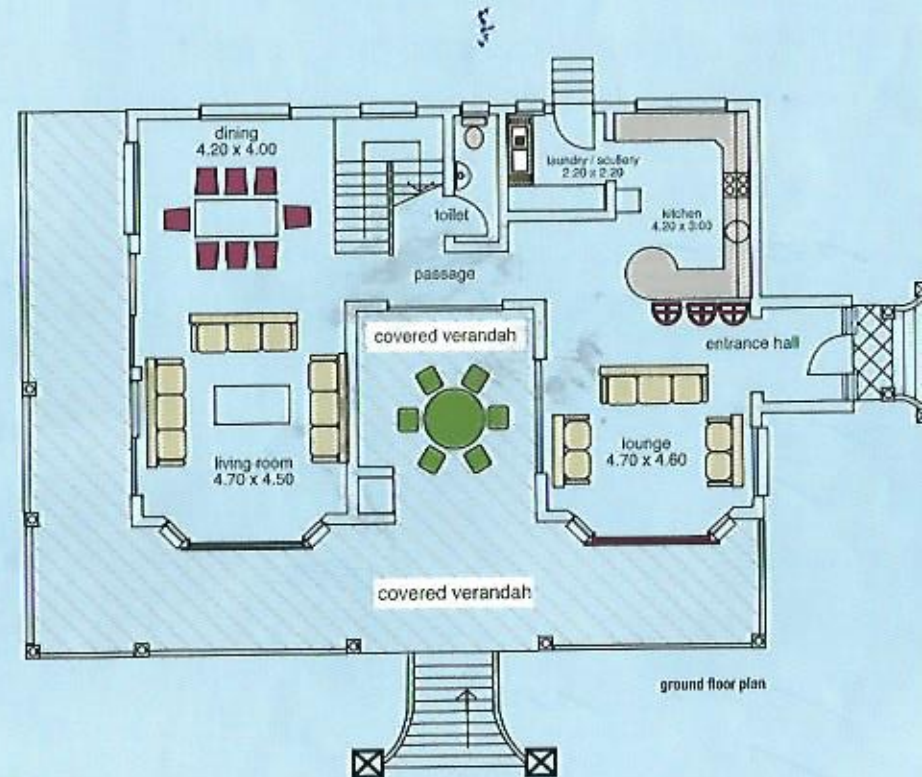 dining
4.20 x 4.00
laundry / scullery
2.20 x 2.20
toilet
kitchen
4.20 x 3.00
passage
covered verandah
entrance hall
lounge
4.70 x 4.60
living room
4.70 x 4.50
covered verandah
ground floor plan